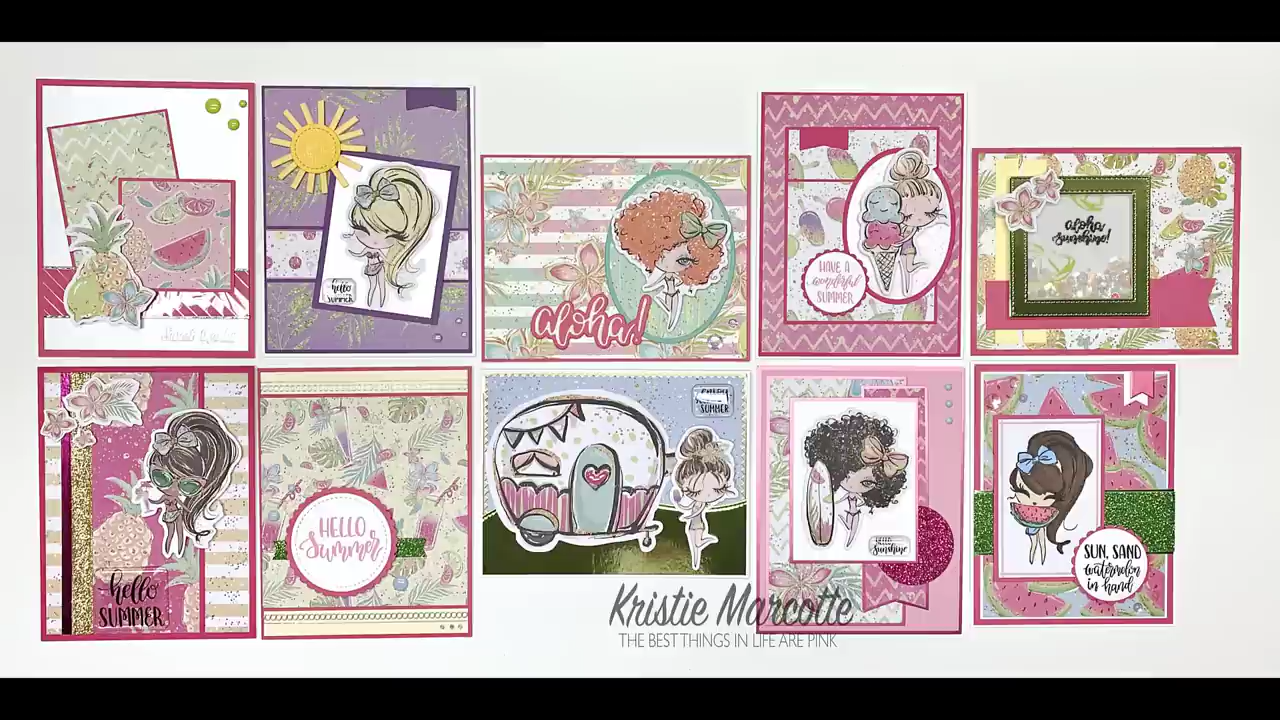 hello
SUMMER
aloha!
HAVE A
wonderful
SUMMER
aloha
sunshine!
hello
SUMMER
HELLO
Summer
SUMMER
HELLO
Sunshine
SUN, SAND
watermelon
in hand
Kristie Marcotte
THE BEST THINGS IN LIFE ARE PINK